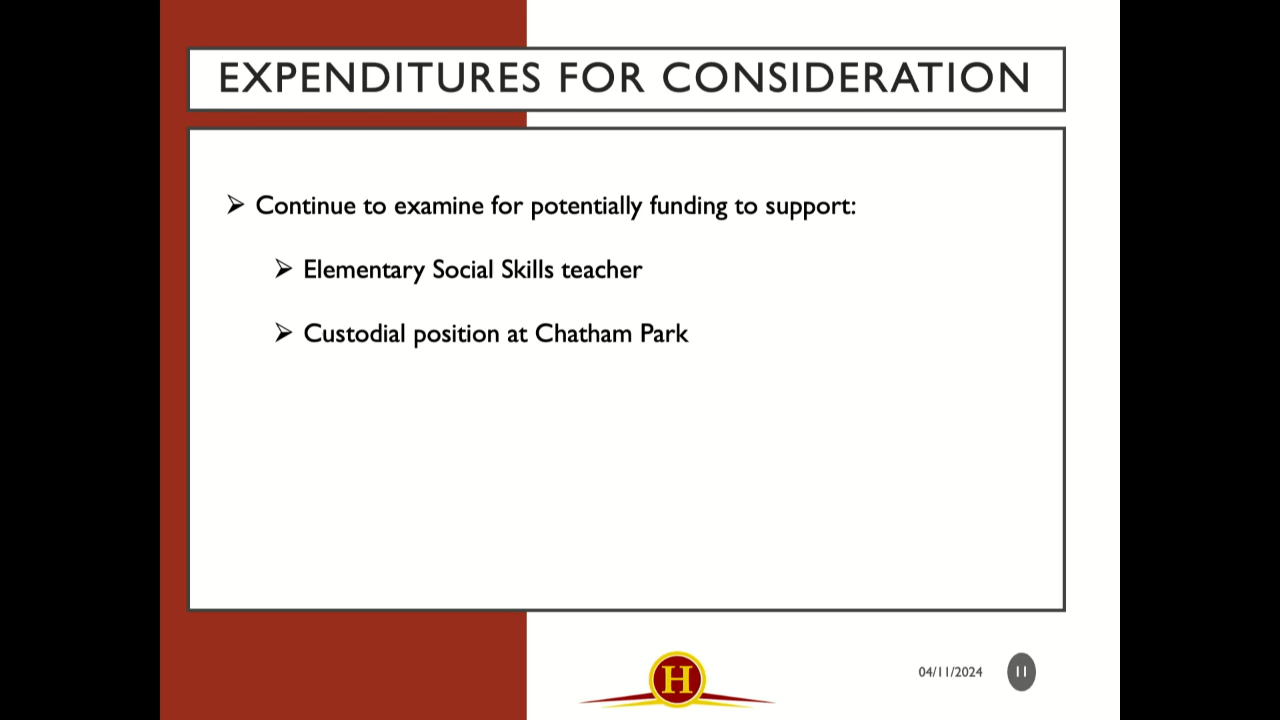 EXPENDITURES FOR CONSIDERATION
Continue to examine for potentially funding to support:
Elementary Social Skills teacher
Custodial position at Chatham Park
H
04/11/2024
11